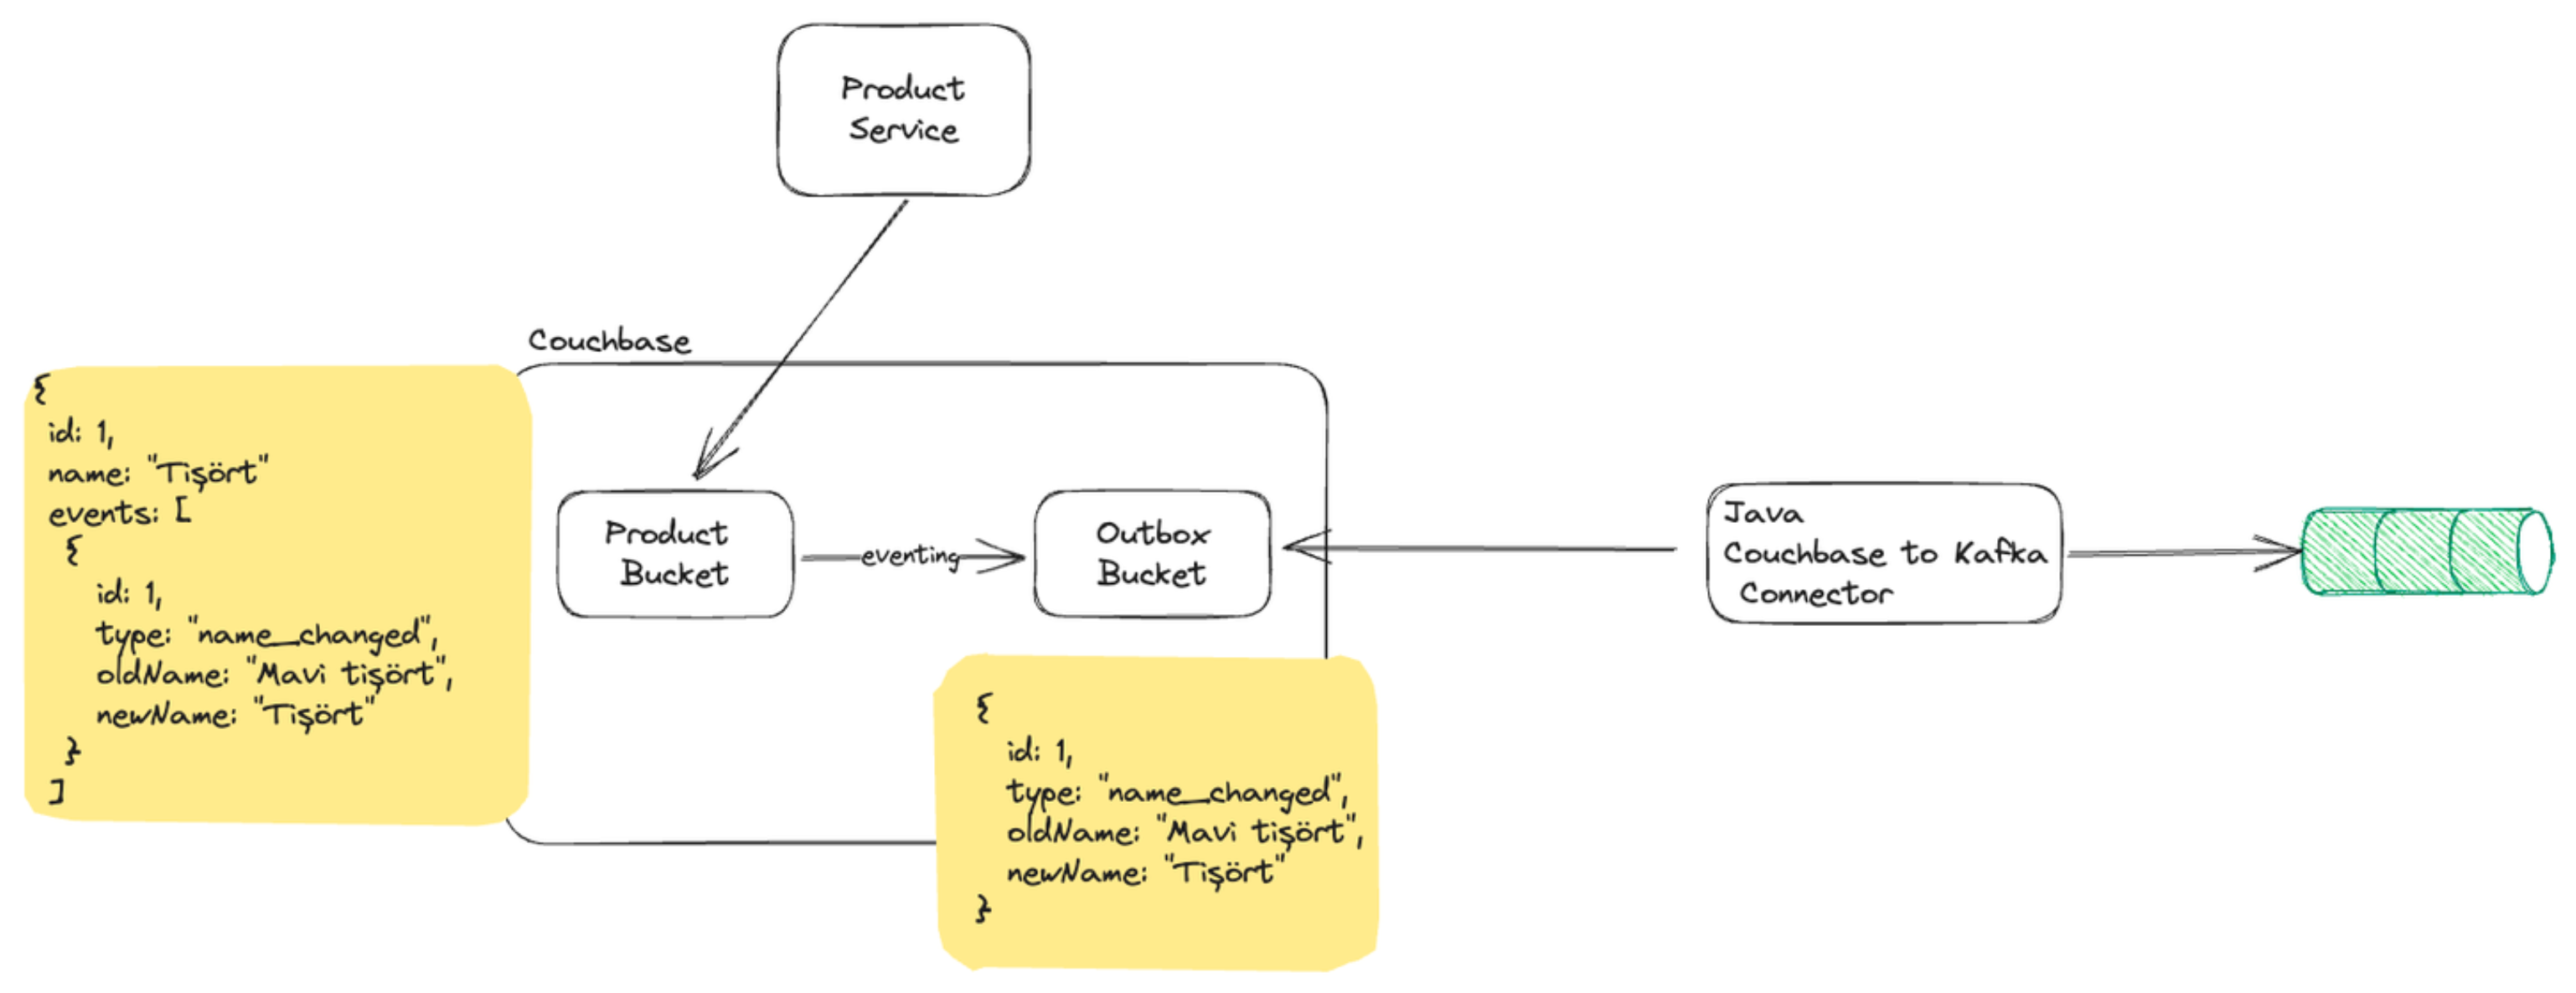 Product
Service
Couchbase
{
id: 1,
name: "Tişört"
events: [
{
id: 1,
type: "name_changed",
oldName: "Mavi tişört",
newName: "Tişört"
}
]
Product
Bucket
eventing
Outbox
Bucket
{
id: 1,
type: "name_changed",
oldName: "Mavi tişört",
newName: "Tişört"
}
Java
Couchbase to Kafka
Connector